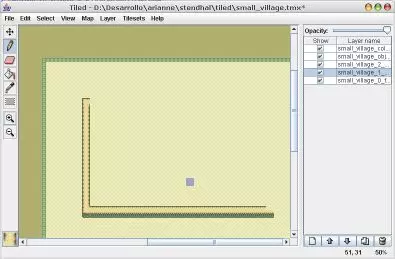 Tiled - D:\Desarrollo\arianne\stendhal\tiled\small_village.tmx*
File Edit Select View Map Layer Tilesets Help
Opacity:
Show Layer name
small_village_col...
small_village_obj...
small_village_2_...
small_village_1_...
small_village_0_f...
51, 31 50%